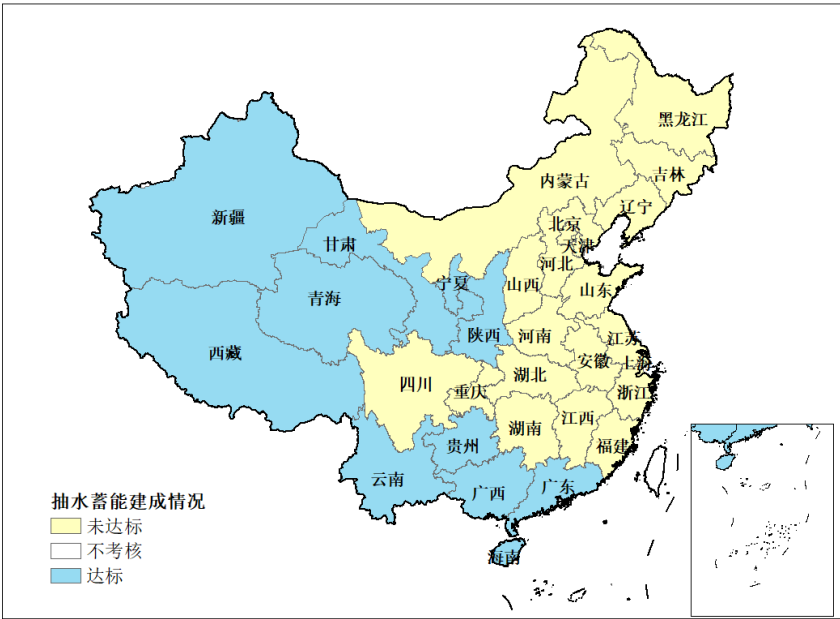 黑龙江
吉林
内蒙古
辽宁
北京
新疆
天津
甘肃
河北
宁夏
山西
山东
青海
陕西
河南
江苏
西藏
安徽
上海
四川
湖北
重庆
浙江
江西
湖南
贵州
福建
云南
广西
广东
海南
抽水蓄能建成情况
未达标
不考核
达标